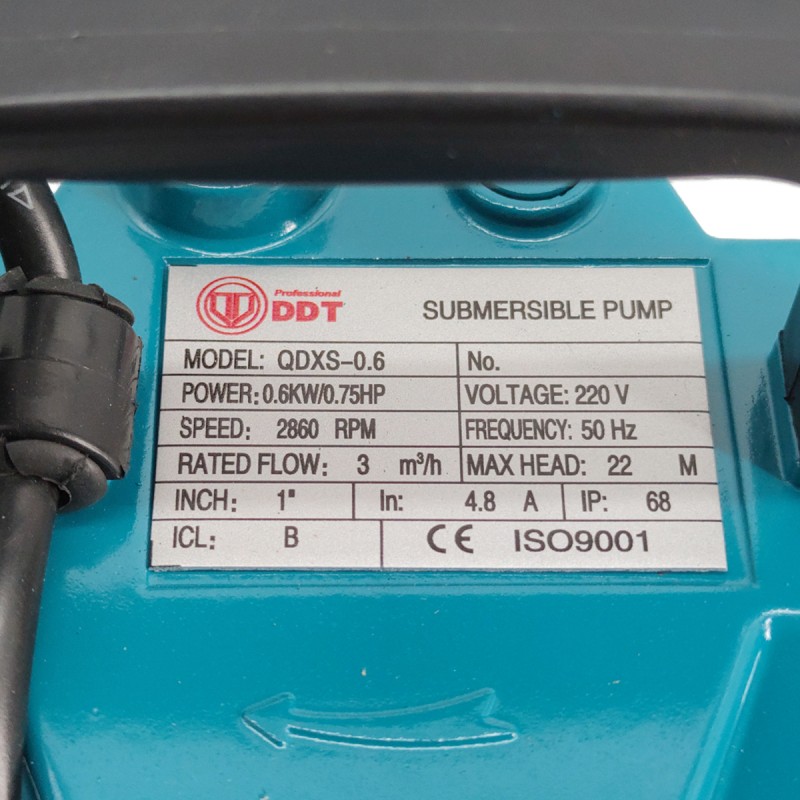 Professional
DDT
SUBMERSIBLE PUMP
MODEL: QDXS-0.6 No.
POWER: 0.6KW/0.75HP VOLTAGE: 220 V
SPEED: 2860 RPM FREQUENCY: 50 Hz
RATED FLOW: 3 m³/h MAX HEAD: 22 M
INCH: 1" In: 4.8 A IP: 68
ICL: B CE ISO9001